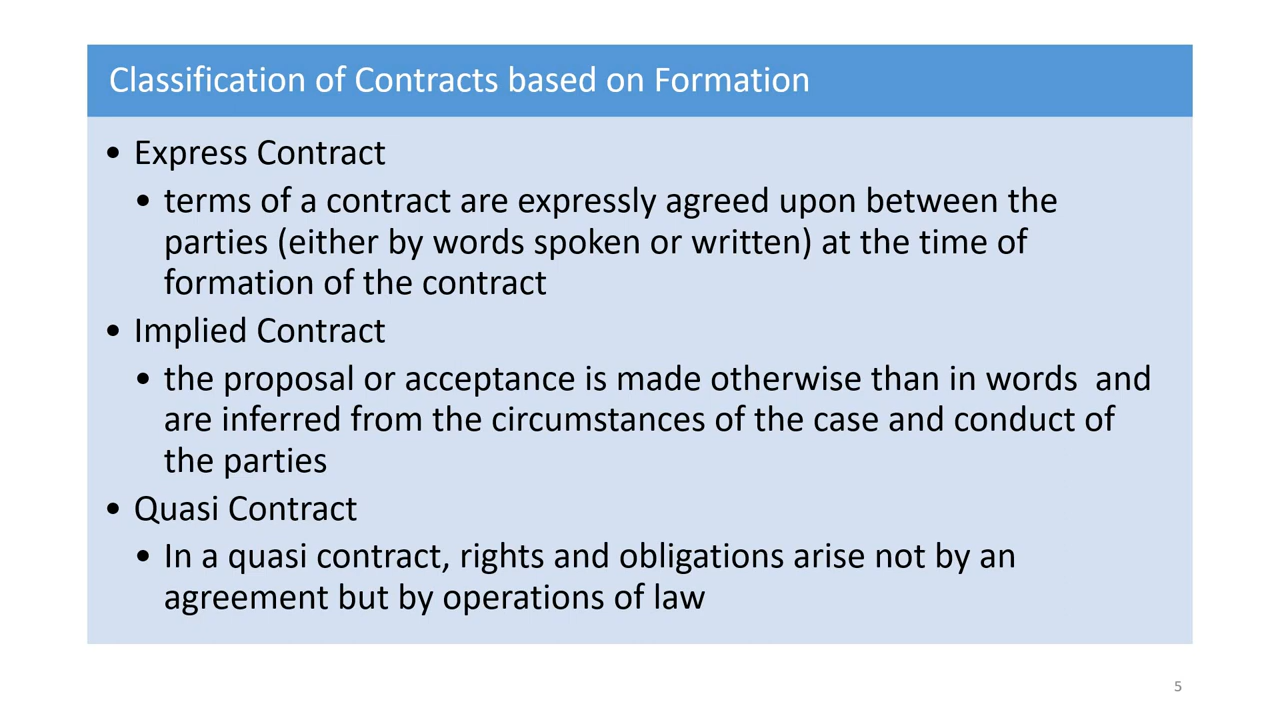 Classification of Contracts based on Formation
• Express Contract
• terms of a contract are expressly agreed upon between the
parties (either by words spoken or written) at the time of
formation of the contract
• Implied Contract
• the proposal or acceptance is made otherwise than in words  and
are inferred from the circumstances of the case and conduct of
the parties
• Quasi Contract
• In a quasi contract, rights and obligations arise not by an
agreement but by operations of law
5